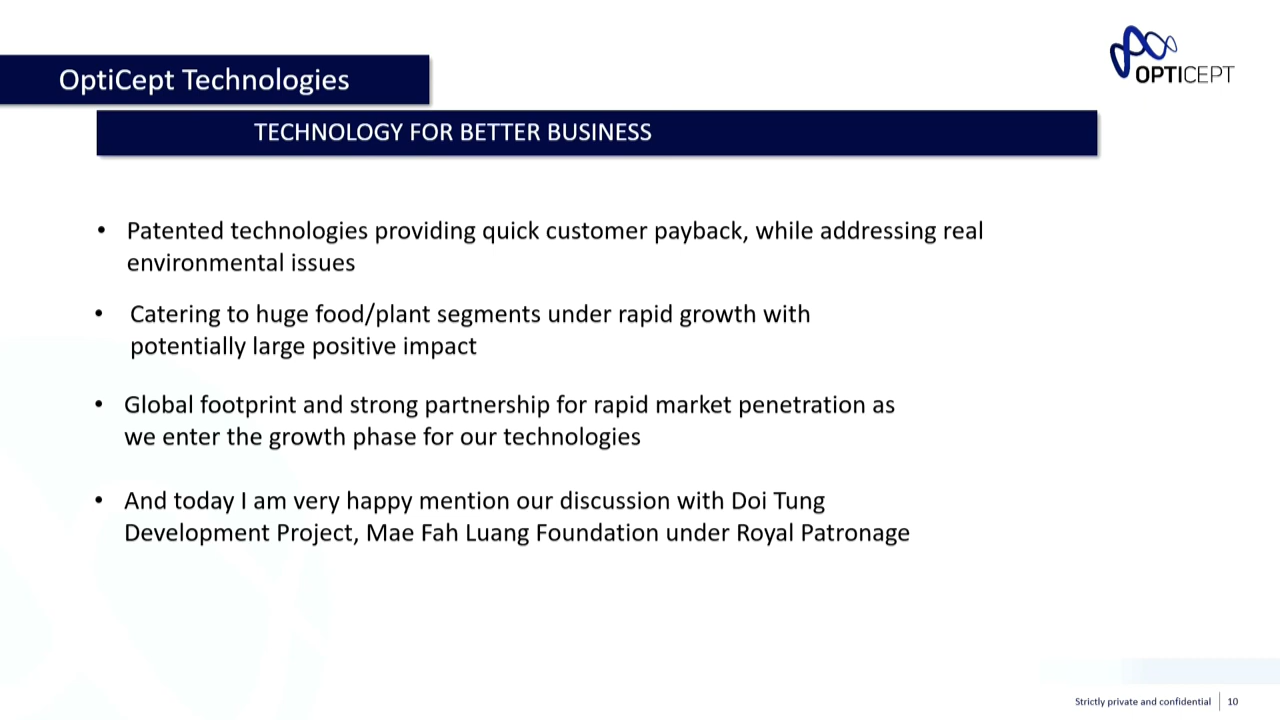 OPTICEPT
OptiCept Technologies
TECHNOLOGY FOR BETTER BUSINESS
• Patented technologies providing quick customer payback, while addressing real
environmental issues
• Catering to huge food/plant segments under rapid growth with
potentially large positive impact
• Global footprint and strong partnership for rapid market penetration as
we enter the growth phase for our technologies
• And today I am very happy mention our discussion with Doi Tung
Development Project, Mae Fah Luang Foundation under Royal Patronage
Strictly private and confidential | 10